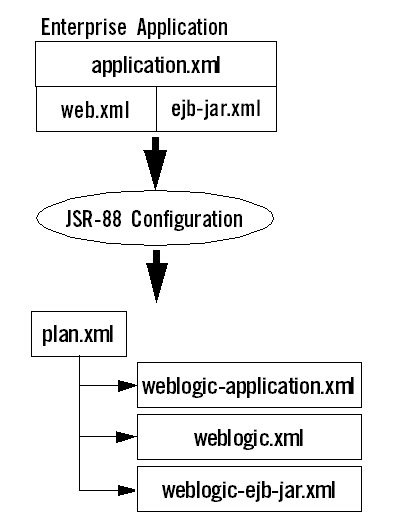 Enterprise Application
application.xml
web.xml
ejb-jar.xml
JSR-88 Configuration
plan.xml
weblogic-application.xml
weblogic.xml
weblogic-ejb-jar.xml